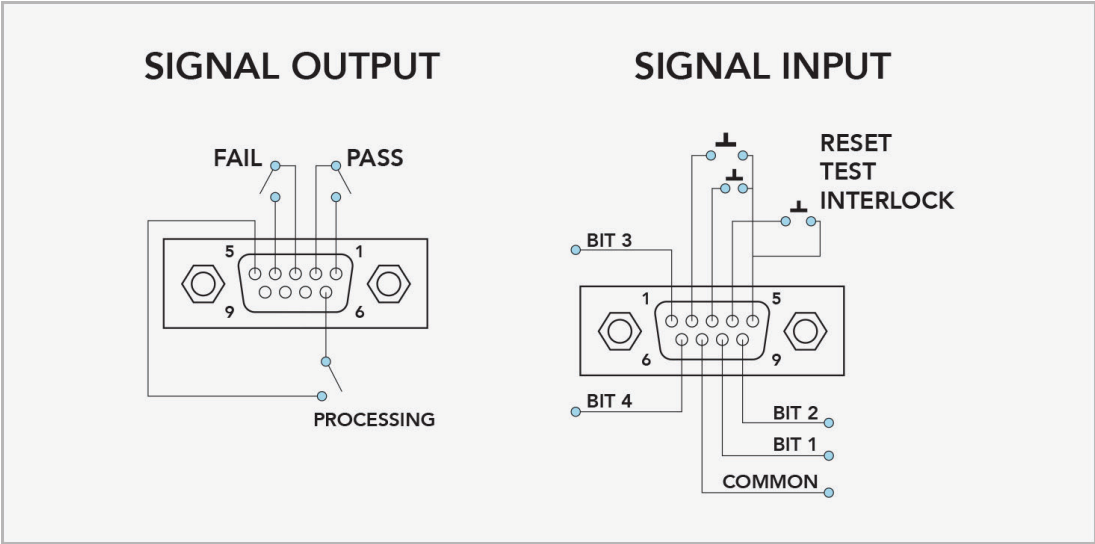 SIGNAL OUTPUT
FAIL
PASS
5
1
9
6
PROCESSING
SIGNAL INPUT
RESET
TEST
INTERLOCK
BIT 3
1
5
6
9
BIT 4
BIT 2
BIT 1
COMMON